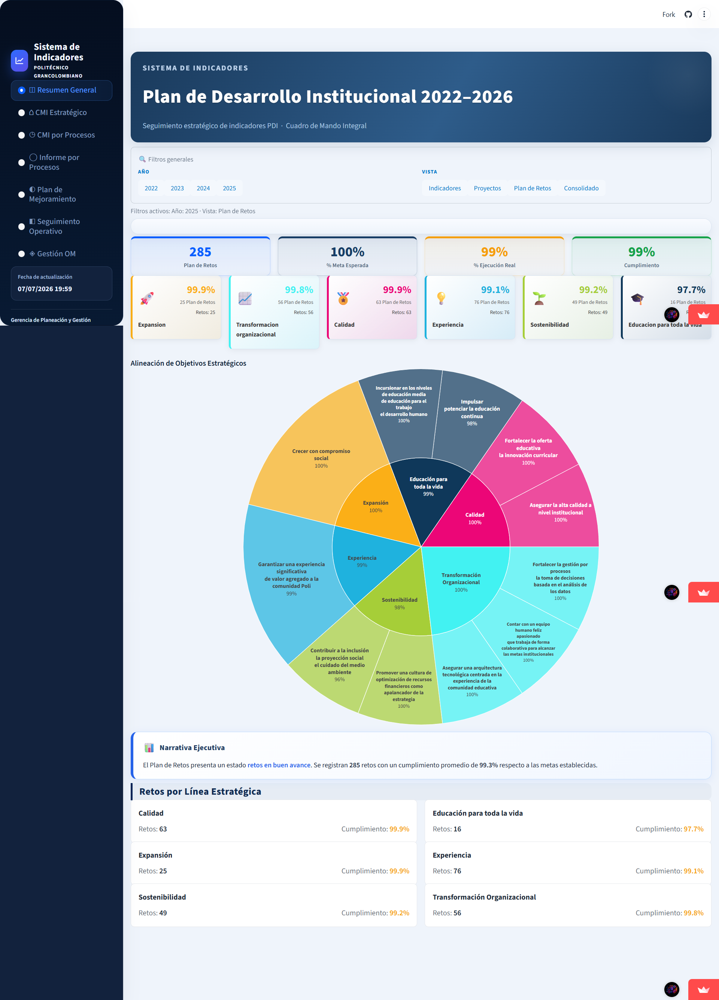 Fork
Sistema de
Indicadores
POLITÉCNICO
GRANCOLOMBIANO
Resumen General
CMI Estratégico
CMI por Procesos
Informe por
Procesos
Plan de
Mejoramiento
Seguimiento
Operativo
Gestión OM
Fecha de actualización
07/07/2026 19:59
Gerencia de Planeación y Gestión
SISTEMA DE INDICADORES
Plan de Desarrollo Institucional 2022–2026
Seguimiento estratégico de indicadores PDI · Cuadro de Mando Integral
Filtros generales
AÑO
2022 2023 2024 2025
VISTA
Indicadores Proyectos Plan de Retos Consolidado
Filtros activos: Año: 2025 · Vista: Plan de Retos
285
Plan de Retos
100%
% Meta Esperada
99%
% Ejecución Real
99%
Cumplimiento
99.9%
25 Plan de Retos
Retos: 25
Expansion
99.8%
56 Plan de Retos
Retos: 56
Transformacion
organizacional
99.9%
63 Plan de Retos
Retos: 63
Calidad
99.1%
76 Plan de Retos
Retos: 76
Experiencia
99.2%
49 Plan de Retos
Retos: 49
Sostenibilidad
97.7%
16 Plan de Retos
Educacion para toda la vida
Alineación de Objetivos Estratégicos
Incursionar en los niveles
de educación media
de educación para el
trabajo
el desarrollo humano
100%
Impulsar
potenciar la educación
continua
98%
Fortalecer la oferta
educativa
la innovación curricular
100%
Crecer con compromiso
social
100%
Educación para
toda la vida
99%
Expansión
100%
Calidad
100%
Asegurar la alta calidad a
nivel institucional
100%
Experiencia
99%
Garantizar una experiencia
significativa
de valor agregado a la
comunidad Poli
99%
Transformación
Organizacional
100%
Fortalecer la gestión por
procesos
la toma de decisiones
basada en el análisis de
los datos
100%
Sostenibilidad
98%
Contar con un equipo
humano feliz
apasionado
que trabaja de forma
colaborativa para alcanzar
las metas institucionales
100%
Contribuir a la inclusión
la proyección social
el cuidado del medio
ambiente
96%
Promover una cultura de
optimización de recursos
financieros como
apalancador de la
estrategia
100%
Asegurar una arquitectura
tecnológica centrada en la
experiencia de la
comunidad educativa
100%
Narrativa Ejecutiva
El Plan de Retos presenta un estado retos en buen avance. Se registran 285 retos con un cumplimiento promedio de 99.3% respecto a las metas establecidas.
Retos por Línea Estratégica
Calidad
Retos: 63 Cumplimiento: 99.9%
Educación para toda la vida
Retos: 16 Cumplimiento: 97.7%
Expansión
Retos: 25 Cumplimiento: 99.9%
Experiencia
Retos: 76 Cumplimiento: 99.1%
Sostenibilidad
Retos: 49 Cumplimiento: 99.2%
Transformación Organizacional
Retos: 56 Cumplimiento: 99.8%